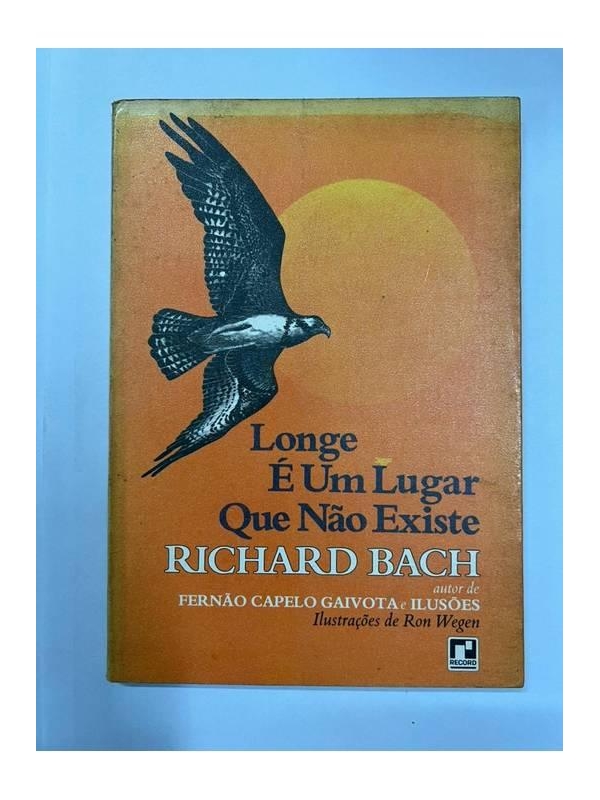 Longe
É Um Lugar
Que Não Existe
RICHARD BACH
autor de
FERNÃO CAPELO GAIVOTA e ILUSÕES
Ilustrações de Ron Wegen
RECORD